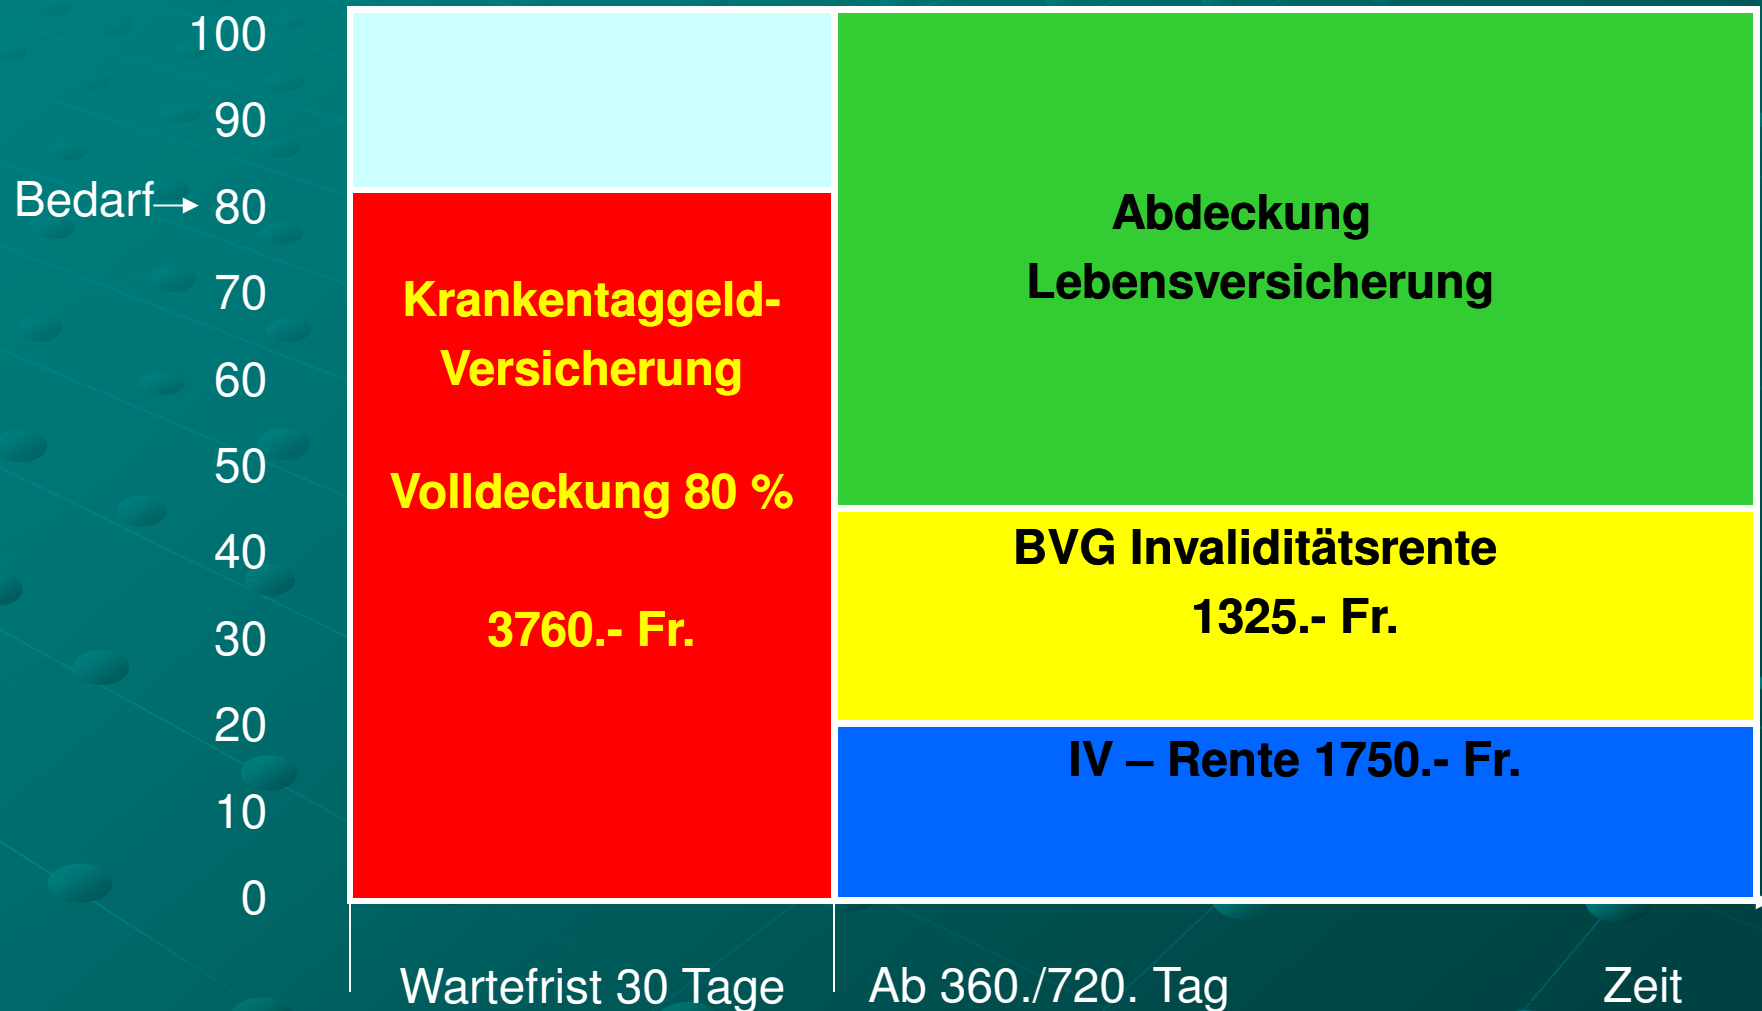 100
90
Bedarf
80
70
60
50
40
30
20
10
0
Krankentaggeld-
Versicherung
Volldeckung 80 %
3760.- Fr.
Abdeckung
Lebensversicherung
BVG Invaliditätsrente
1325.- Fr.
IV – Rente 1750.- Fr.
Wartefrist 30 Tage
Ab 360./720. Tag
Zeit